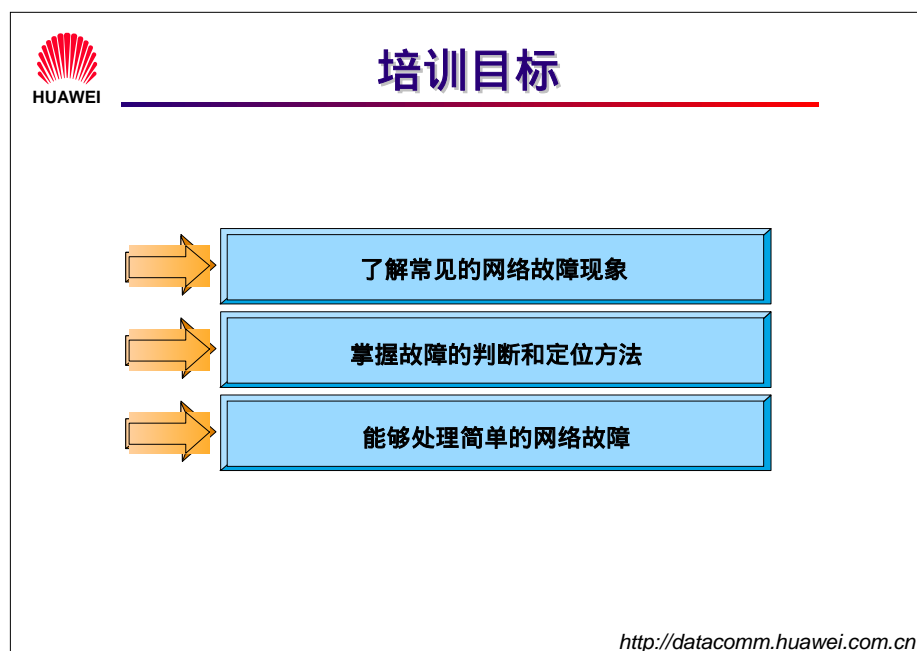 HUAWEI
培训目标
了解常见的网络故障现象
掌握故障的判断和定位方法
能够处理简单的网络故障
http://datacomm.huawei.com.cn